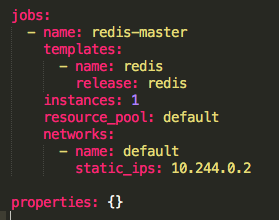 jobs:
  - name: redis-master
    templates:
      - name: redis
        release: redis
    instances: 1
    resource_pool: default
    networks:
      - name: default
        static_ips: 10.244.0.2
properties: {}